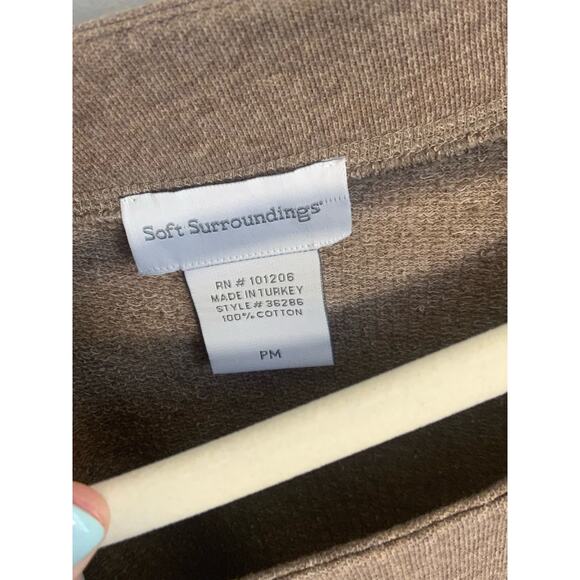 Soft Surroundings
RN # 101206
MADE IN TURKEY
STYLE# 36286
100% COTTON
PM